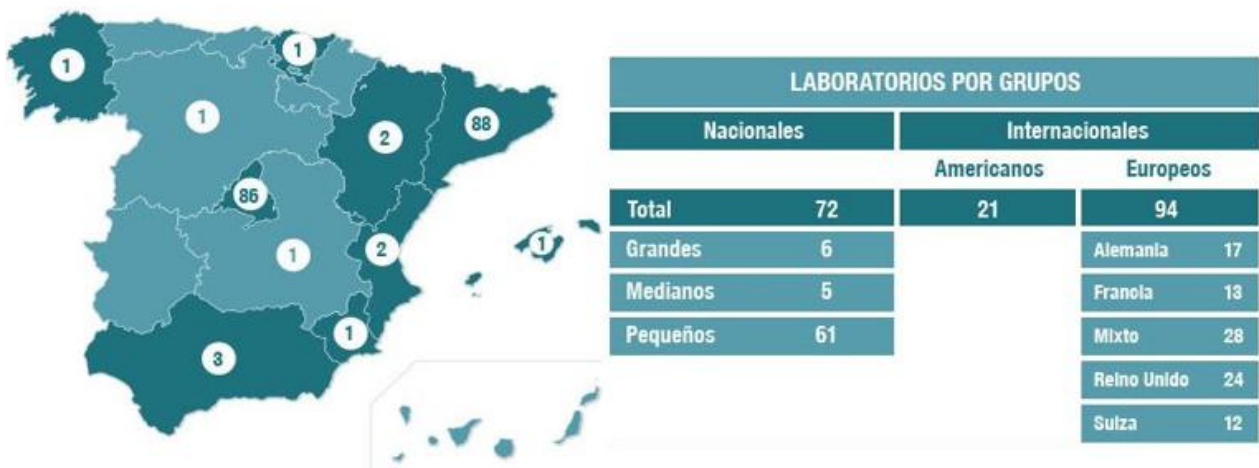 1
1
1
2
88
86
1
2
1
1
3
LABORATORIOS POR GRUPOS
Nacionales Internacionales
Americanos Europeos
Total 72 21 94
Grandes 6 Alemania 17
Medianos 5 Francia 13
Pequeños 61 Mixto 28
Reino Unido 24
Suiza 12